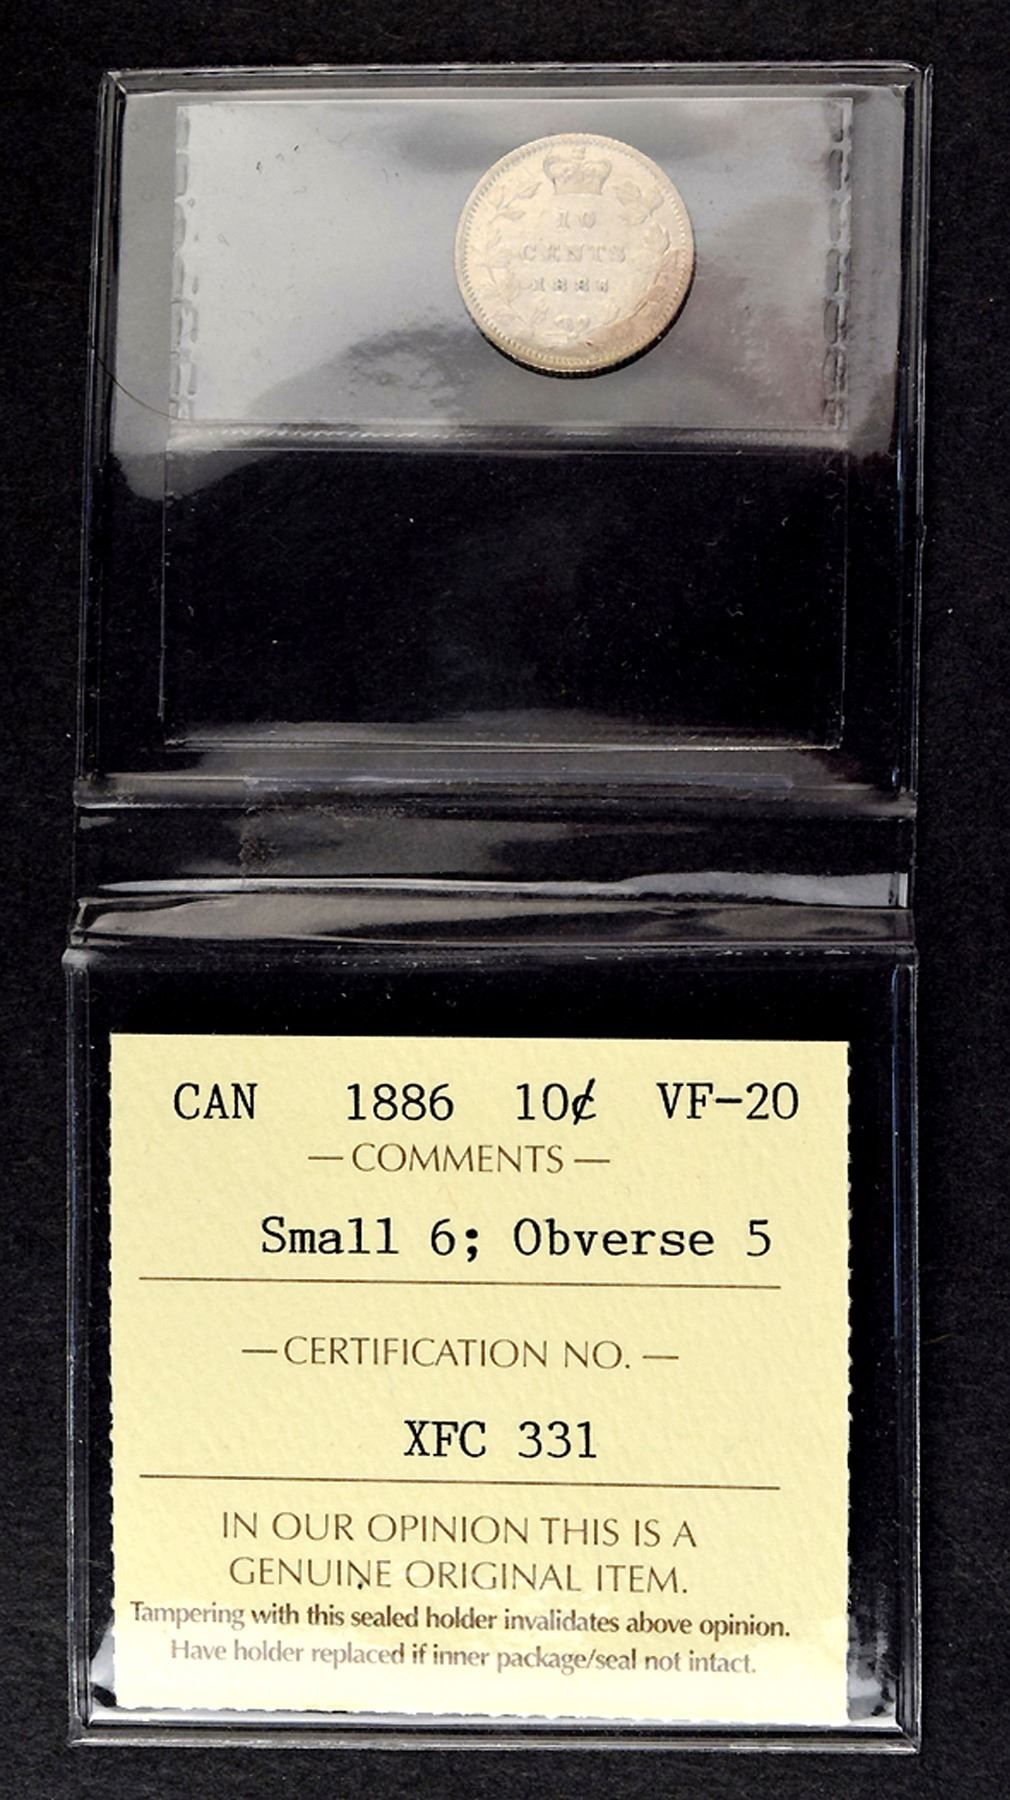 10
CENTS
1886
CAN 1886 10¢ VF-20
—COMMENTS—
Small 6; Obverse 5
—CERTIFICATION NO.—
XFC 331
IN OUR OPINION THIS IS A
GENUINE ORIGINAL ITEM.
Tampering with this sealed holder invalidates above opinion.
Have holder replaced if inner package/seal not intact.